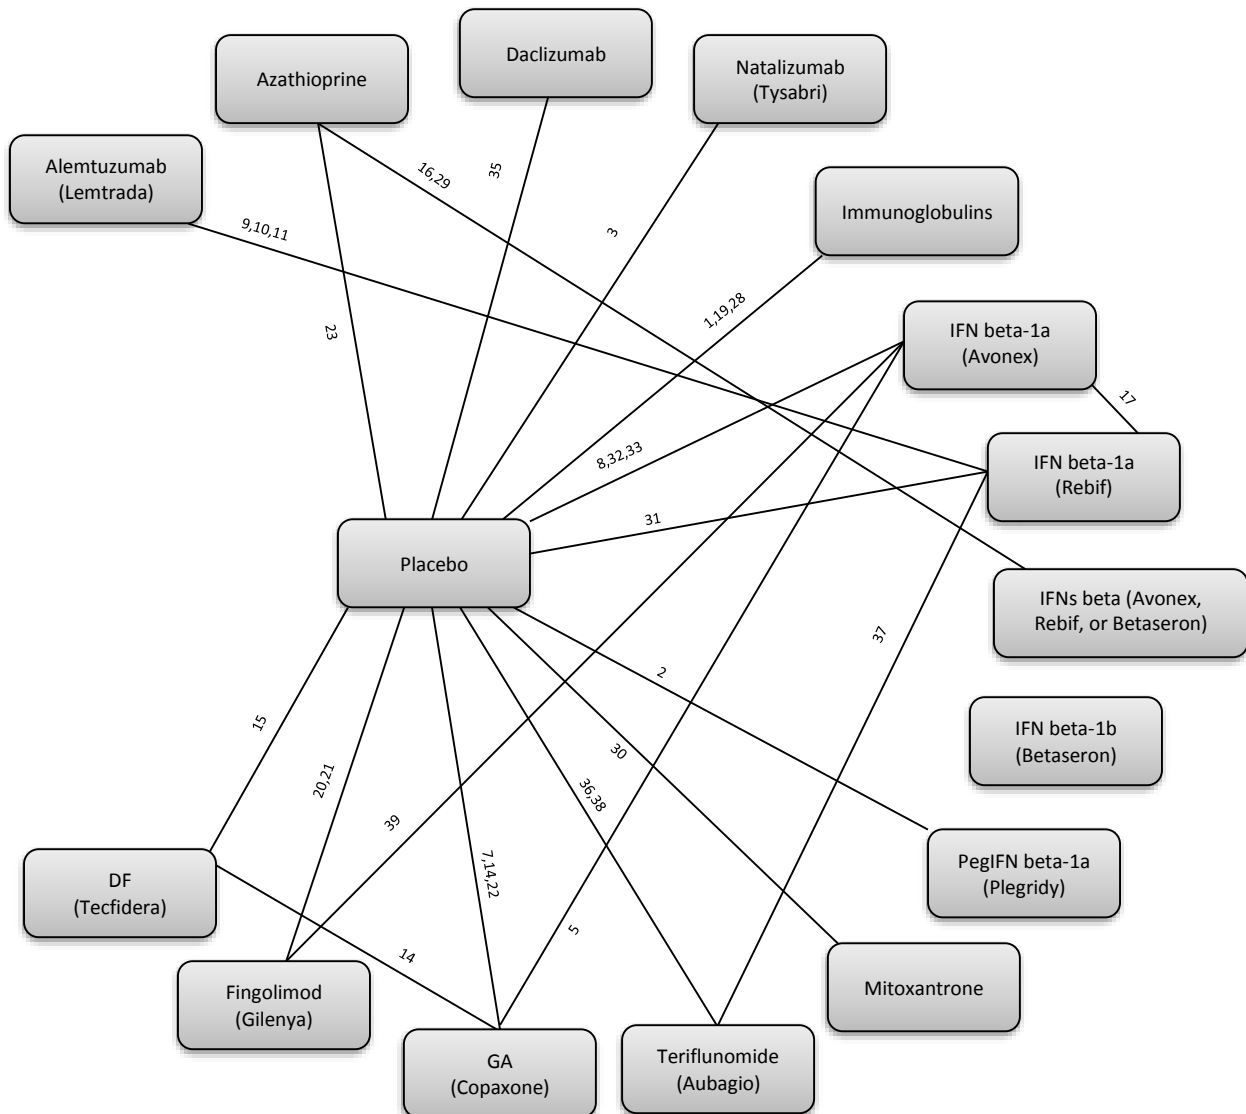 Daclizumab
Azathioprine
Natalizumab
(Tysabri)
Alemtuzumab
(Lemtrada)
16,29
35
Immunoglobulins
9,10,11
3
1,19,28
23
IFN beta-1a
(Avonex)
17
8,32,33
IFN beta-1a
(Rebif)
31
Placebo
IFNs beta (Avonex,
Rebif, or Betaseron)
37
2
15
IFN beta-1b
(Betaseron)
30
20,21
36,38
39
7,14,22
PegIFN beta-1a
(Plegridy)
DF
(Tecfidera)
5
14
Mitoxantrone
Fingolimod
(Gilenya)
GA
(Copaxone)
Teriflunomide
(Aubagio)